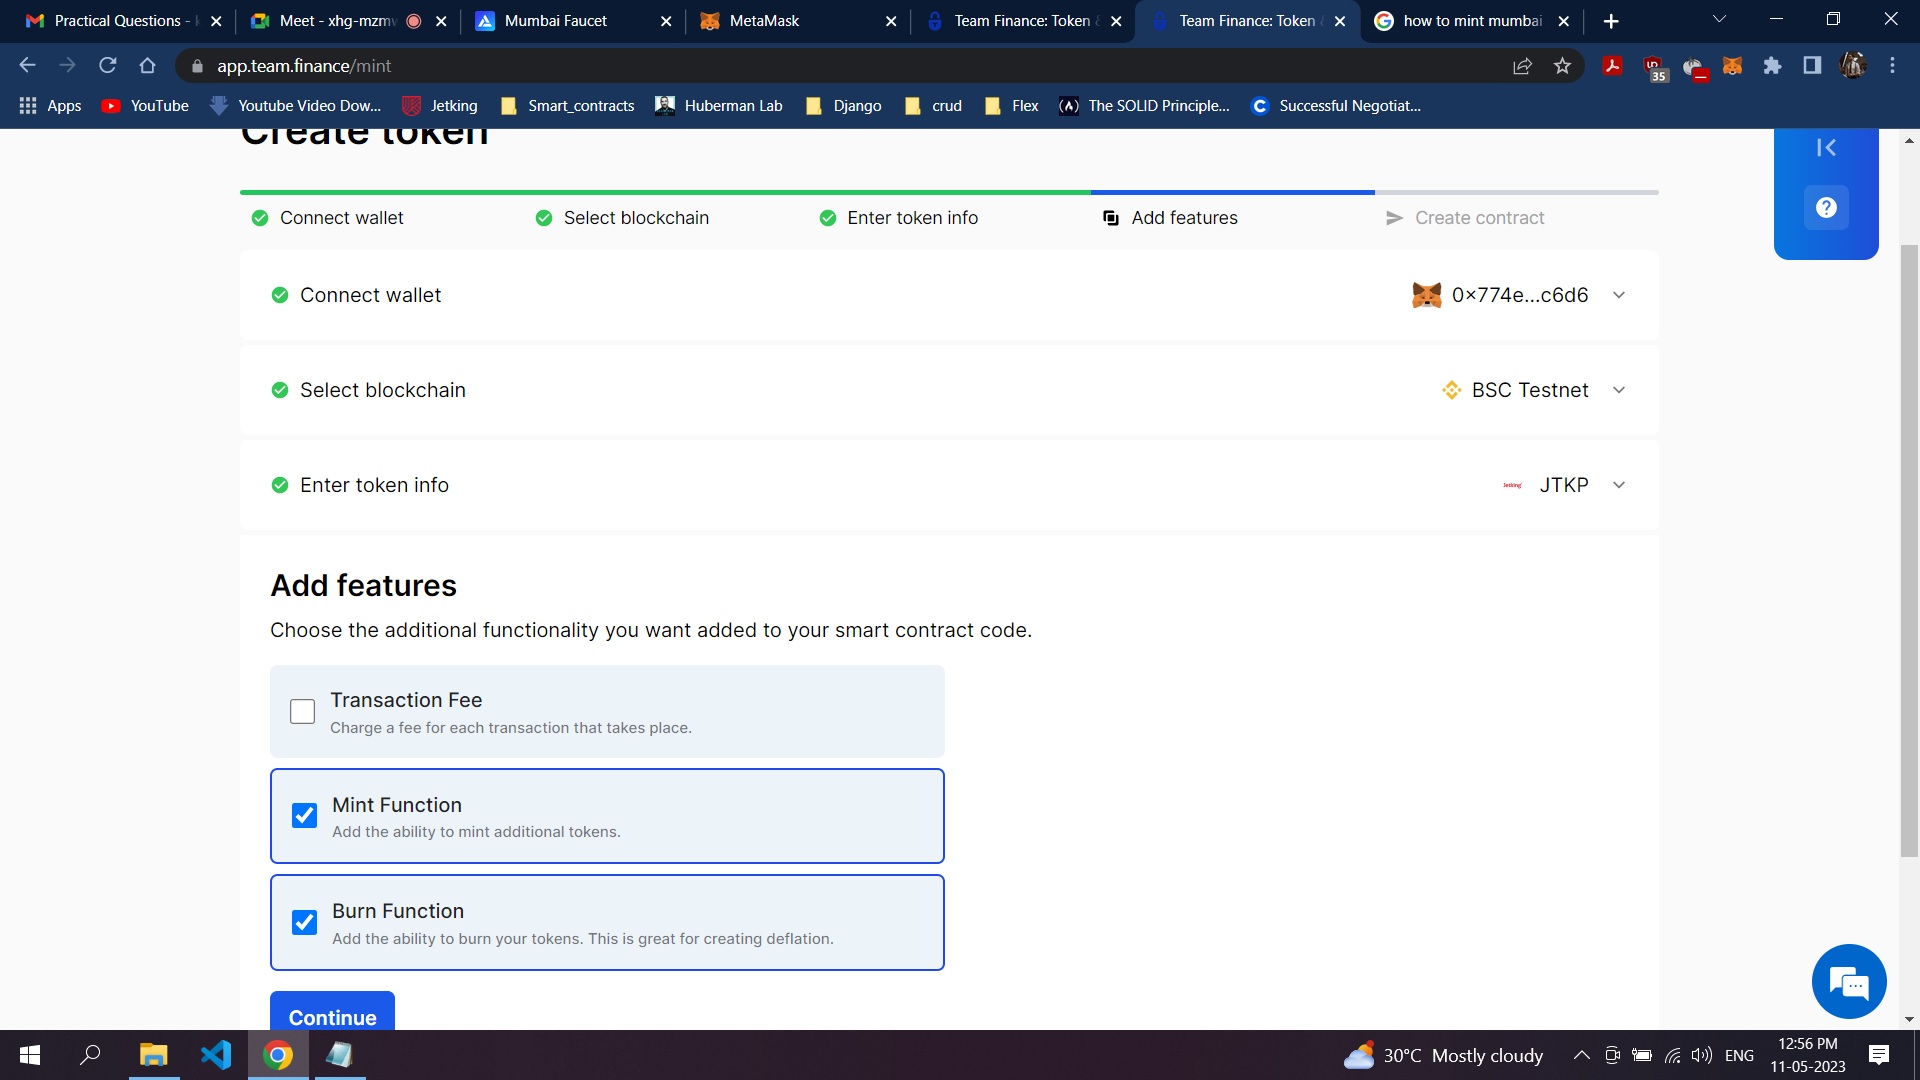 Practical Questions -
Meet - xhg-mzmw
Mumbai Faucet
MetaMask
Team Finance: Token &
Team Finance: Token &
how to mint mumbai
app.team.finance/mint
35
Apps
YouTube
Youtube Video Dow...
Jetking
Smart_contracts
Huberman Lab
Django
crud
Flex
The SOLID Principle...
Successful Negotiat...
Create token
Connect wallet
Select blockchain
Enter token info
Add features
Create contract
Connect wallet
0×774e...c6d6
Select blockchain
BSC Testnet
Enter token info
Jetking
JTKP
Add features
Choose the additional functionality you want added to your smart contract code.
Transaction Fee
Charge a fee for each transaction that takes place.
Mint Function
Add the ability to mint additional tokens.
Burn Function
Add the ability to burn your tokens. This is great for creating deflation.
Continue
30°C Mostly cloudy
ENG
12:56 PM
11-05-2023